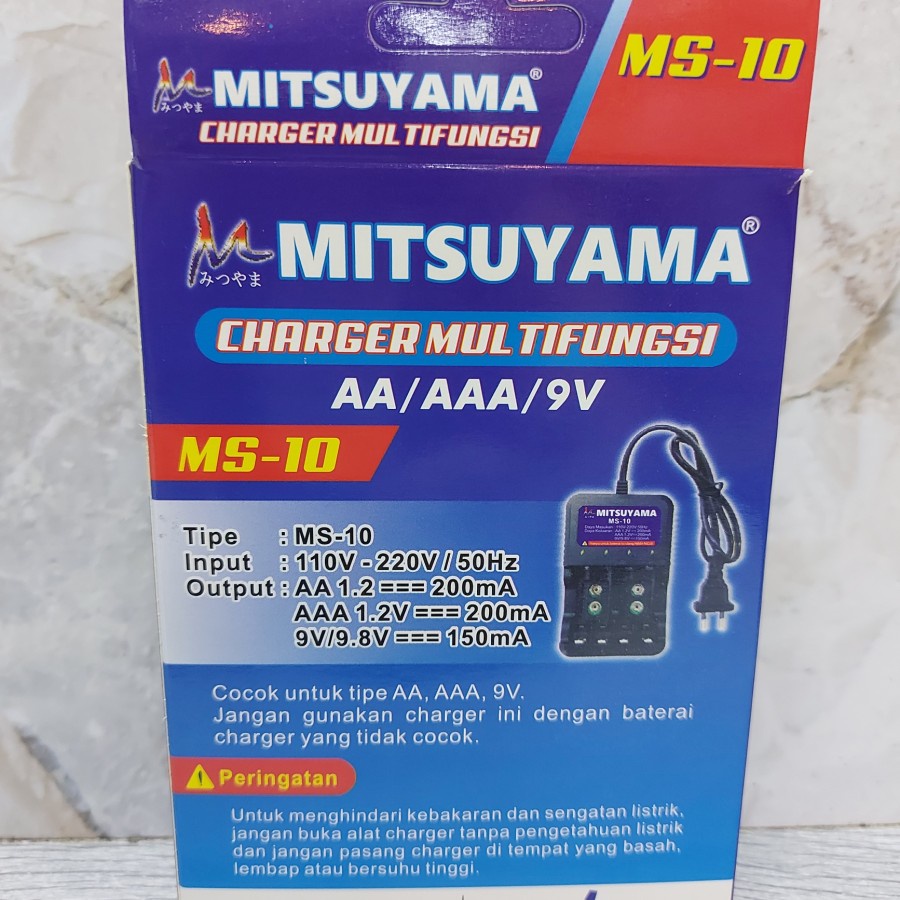 MITSUYAMA®
みつやま
CHARGER MULTIFUNGSI
MS-10
MITSUYAMA®
みつやま
CHARGER MULTIFUNGSI
AA/AAA/9V
MS-10
Tipe : MS-10
Input : 110V - 220V / 50Hz
Output : AA 1.2 === 200mA
AAA 1.2V === 200mA
9V/9.8V === 150mA
MITSUYAMA
MS-10
Cocok untuk tipe AA, AAA, 9V.
Jangan gunakan charger ini dengan baterai
charger yang tidak cocok.
Peringatan
Untuk menghindari kebakaran dan sengatan listrik,
jangan buka alat charger tanpa pengetahuan listrik
dan jangan pasang charger di tempat yang basah,
lembap atau bersuhu tinggi.